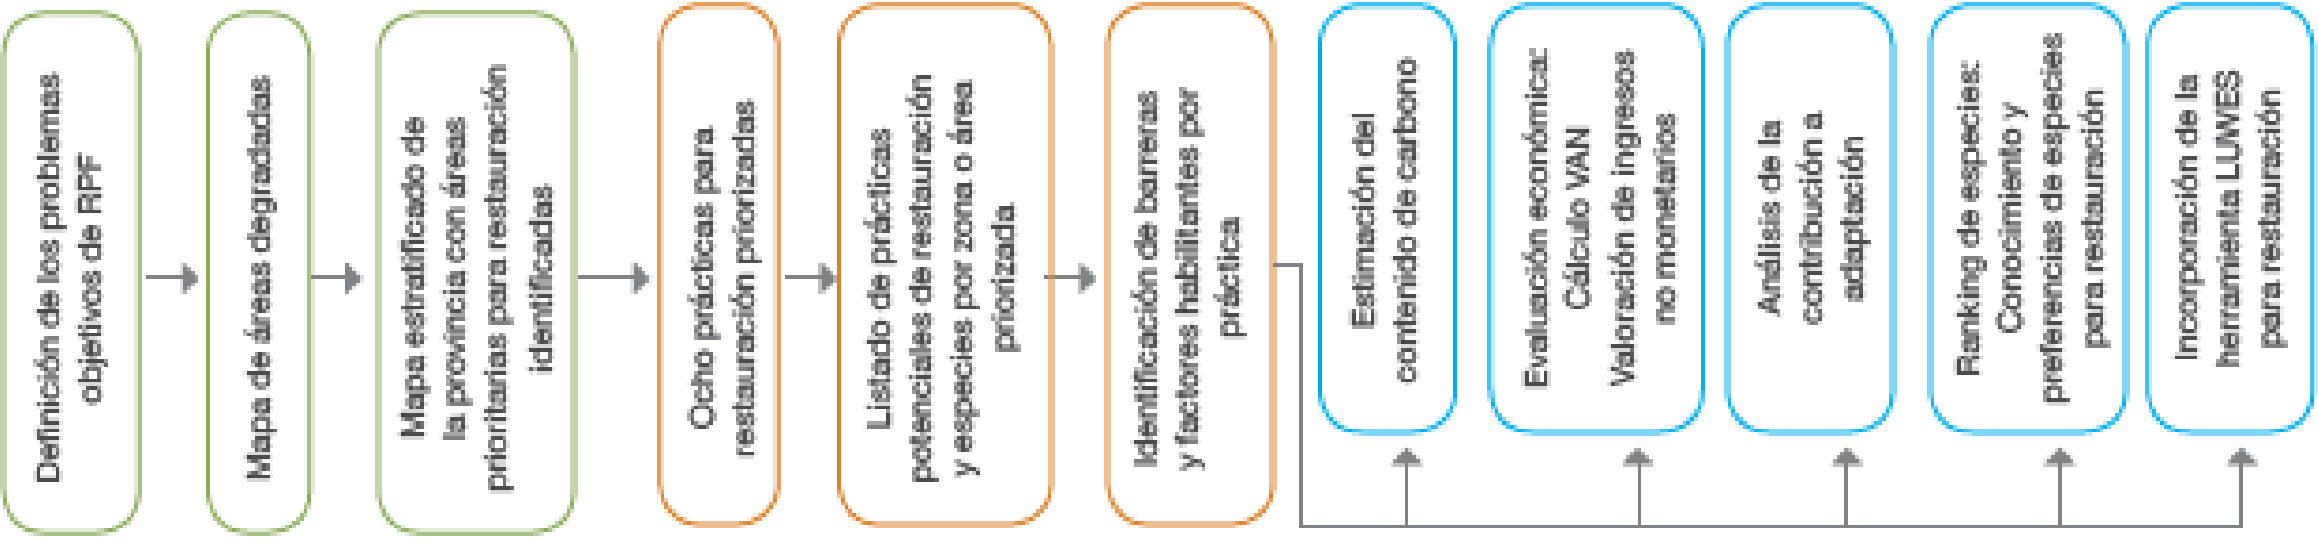 Definición de los problemas
objetivos de RPF
Mapa de áreas degradadas
Mapa estratificado de
la provincia con áreas
prioritarias para restauración
identificadas
Ocho prácticas para
restauración priorizadas
Listado de prácticas
potenciales de restauración
y especies por zona o área
priorizada
Identificación de barreras
y factores habilitantes por
práctica
Estimación del
contenido de carbono
Evaluación económica:
Cálculo VAN
Valoración de ingresos
no monetarios
Análisis de la
contribución a
adaptación
Ranking de especies:
Conocimiento y
preferencias de especies
para restauración
Incorporación de la
herramienta LUWES
para restauración